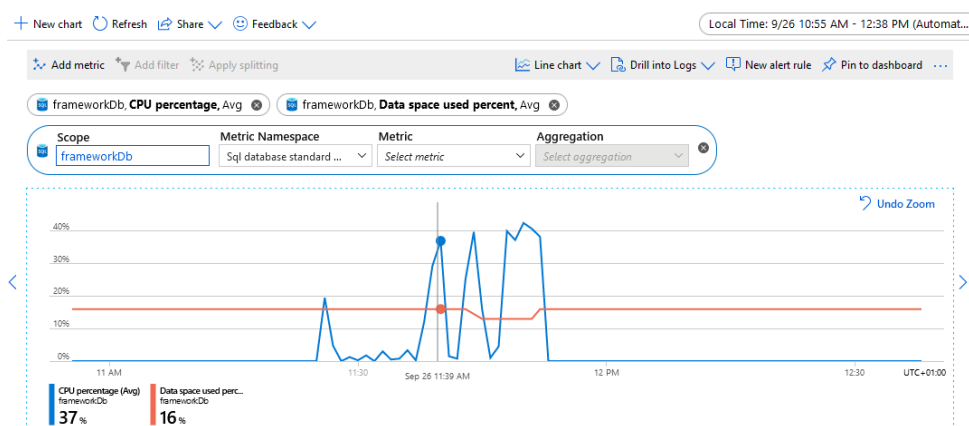 New chart Refresh Share Feedback Local Time: 9/26 10:55 AM - 12:38 PM (Automat...
Add metric Add filter Apply splitting Line chart Drill into Logs New alert rule Pin to dashboard ...
frameworkDb, CPU percentage, Avg frameworkDb, Data space used percent, Avg
Scope Metric Namespace Metric Aggregation
SQL frameworkDb Sql database standard ... Select metric Select aggregation
Undo Zoom
40%
30%
20%
10%
0%
11 AM 11:30 Sep 26 11:39 AM 12 PM 12:30 UTC+01:00
CPU percentage (Avg) Data space used perc...
frameworkDb frameworkDb
37 % 16 %